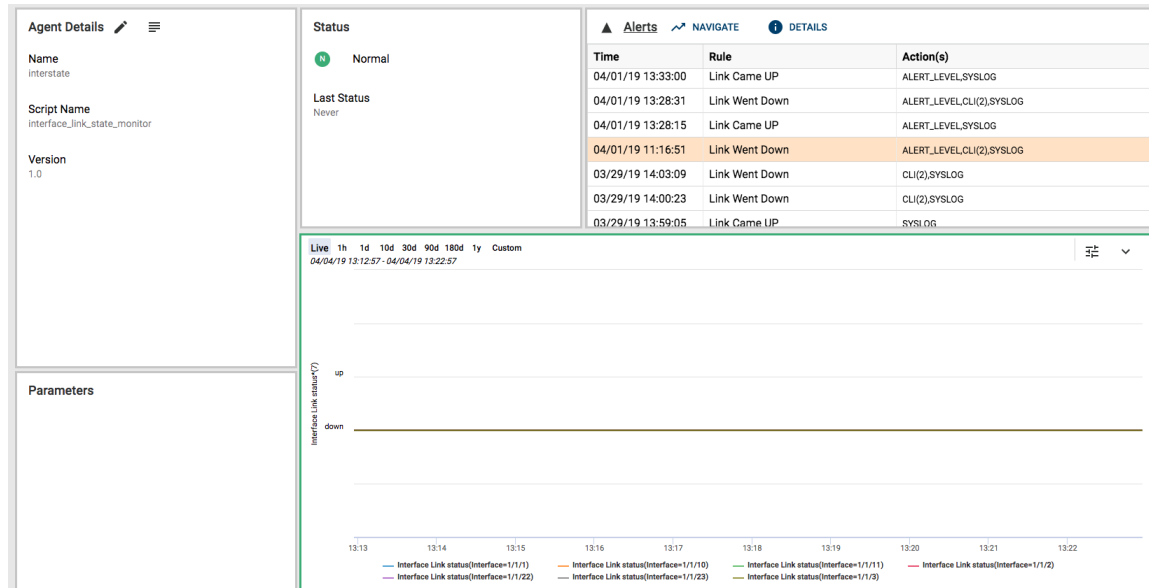 Agent Details
Name
interstate
Script Name
interface_link_state_monitor
Version
1.0
Parameters
Status
N Normal
Last Status
Never
Alerts NAVIGATE DETAILS
Time Rule Action(s)
04/01/19 13:33:00 Link Came UP ALERT_LEVEL,SYSLOG
04/01/19 13:28:31 Link Went Down ALERT_LEVEL,CLI(2),SYSLOG
04/01/19 13:28:15 Link Came UP ALERT_LEVEL,SYSLOG
04/01/19 11:16:51 Link Went Down ALERT_LEVEL,CLI(2),SYSLOG
03/29/19 14:03:09 Link Went Down CLI(2),SYSLOG
03/29/19 14:00:23 Link Went Down CLI(2),SYSLOG
03/29/19 13:59:05 Link Came UP SYSLOG
Live 1h 1d 10d 30d 90d 180d 1y Custom
04/04/19 13:12:57 - 04/04/19 13:22:57
Interface Link status*(7)
up
down
13:13 13:14 13:15 13:16 13:17 13:18 13:19 13:20 13:21 13:22
Interface Link status(Interface=1/1/1) Interface Link status(Interface=1/1/10) Interface Link status(Interface=1/1/11) Interface Link status(Interface=1/1/2)
Interface Link status(Interface=1/1/22) Interface Link status(Interface=1/1/23) Interface Link status(Interface=1/1/3)